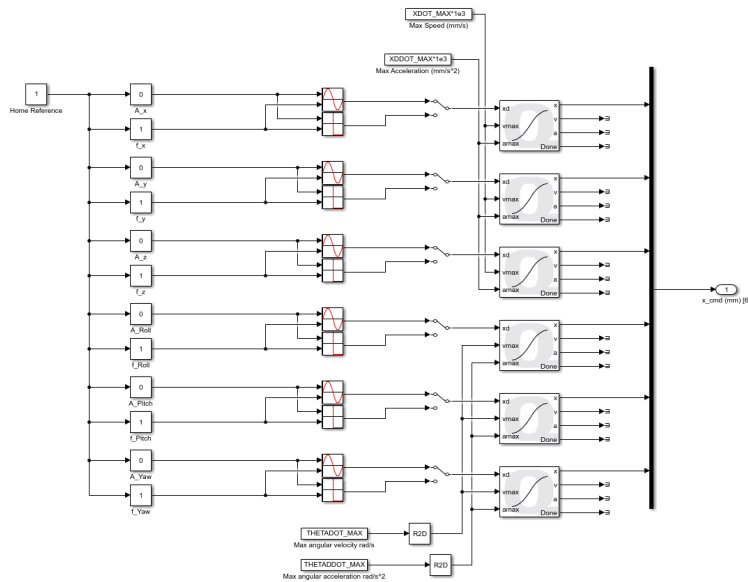 XDOT_MAX*1e3
Max Speed (mm/s)
XDDOT_MAX*1e3
Max Acceleration (mm/s^2)
1
Home Reference
0
A_x
1
f_x
xd
vmax
amax
x
v
a
Done
0
A_y
1
f_y
xd
vmax
amax
x
v
a
Done
0
A_z
1
f_z
xd
vmax
amax
x
v
a
Done
1
x_cmd (mm) [6
0
A_Roll
1
f_Roll
xd
vmax
amax
x
v
a
Done
0
A_Pitch
1
f_Pitch
xd
vmax
amax
x
v
a
Done
0
A_Yaw
1
f_Yaw
xd
vmax
amax
x
v
a
Done
THETADOT_MAX
R2D
Max angular velocity rad/s
THETADDOT_MAX
R2D
Max angular acceleration rad/s^2